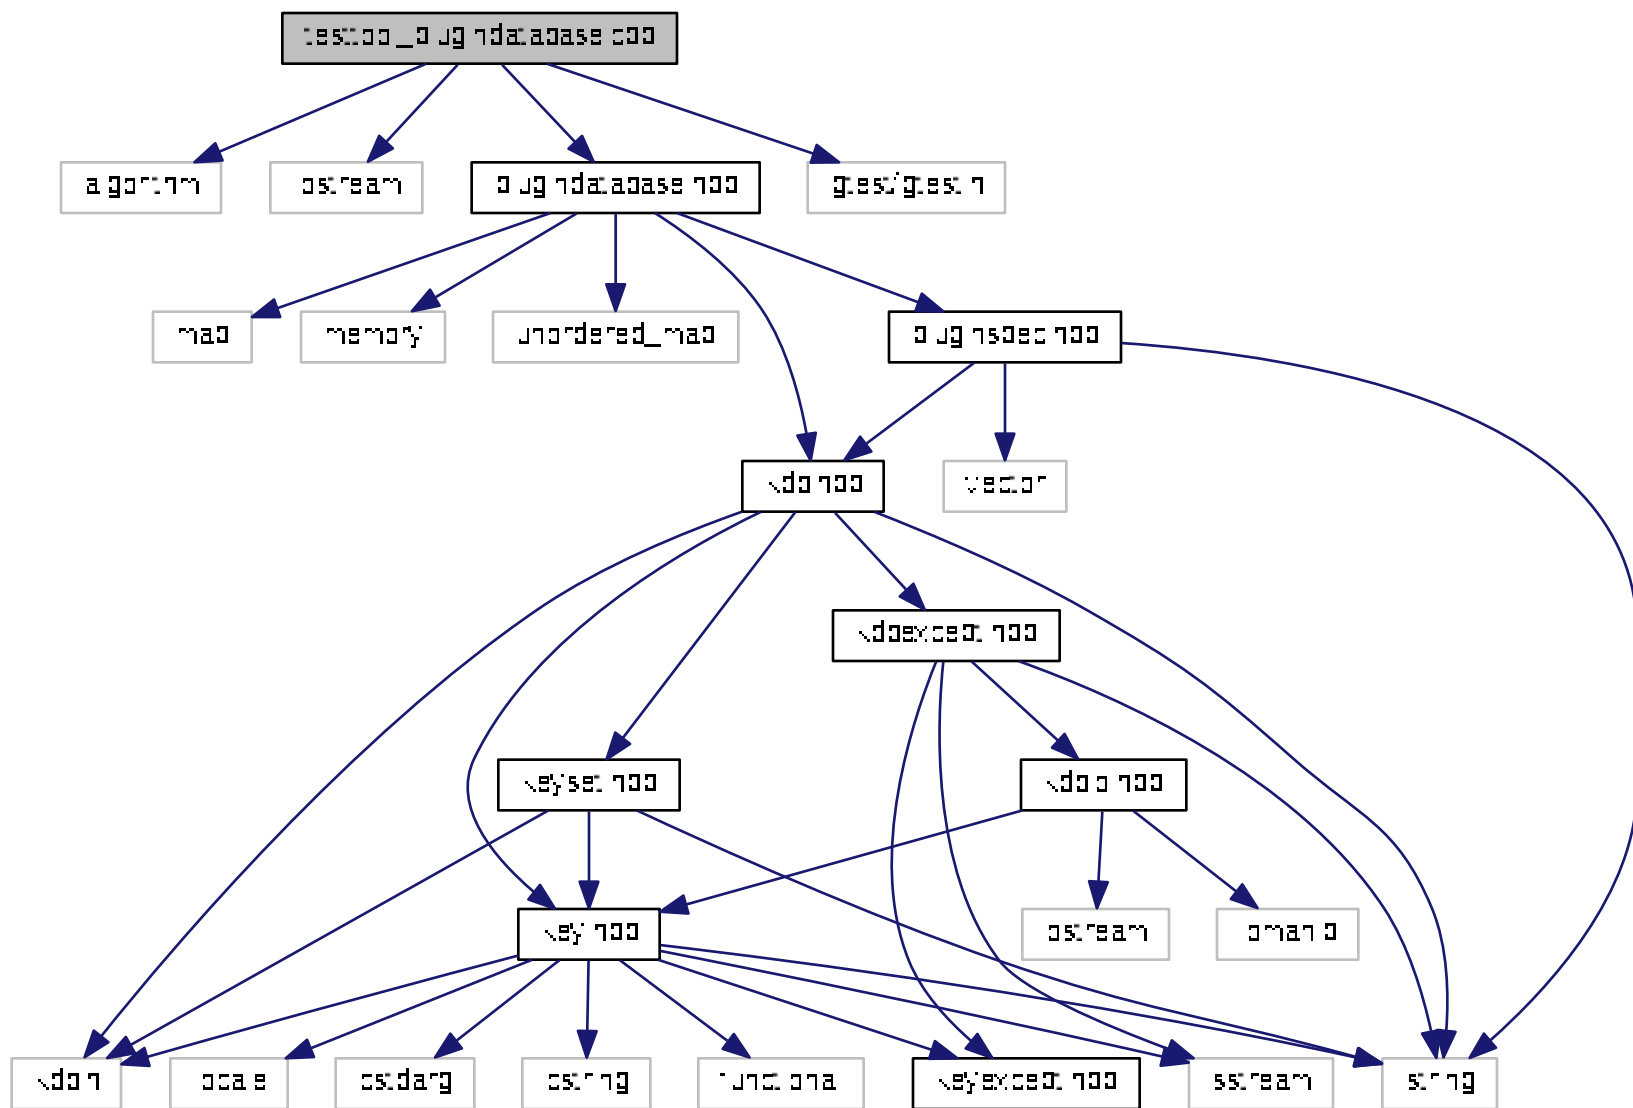 testtool_plugindatabase.cpp
algorithm
iostream
plugindatabase.hpp
gtest/gtest.h
map
memory
unordered_map
pluginspec.hpp
kdb.hpp
vector
kdbexcept.hpp
keyset.hpp
kdbio.hpp
key.hpp
ostream
iomanip
kdb.h
locale
cstdarg
cstring
functional
keyexcept.hpp
sstream
string